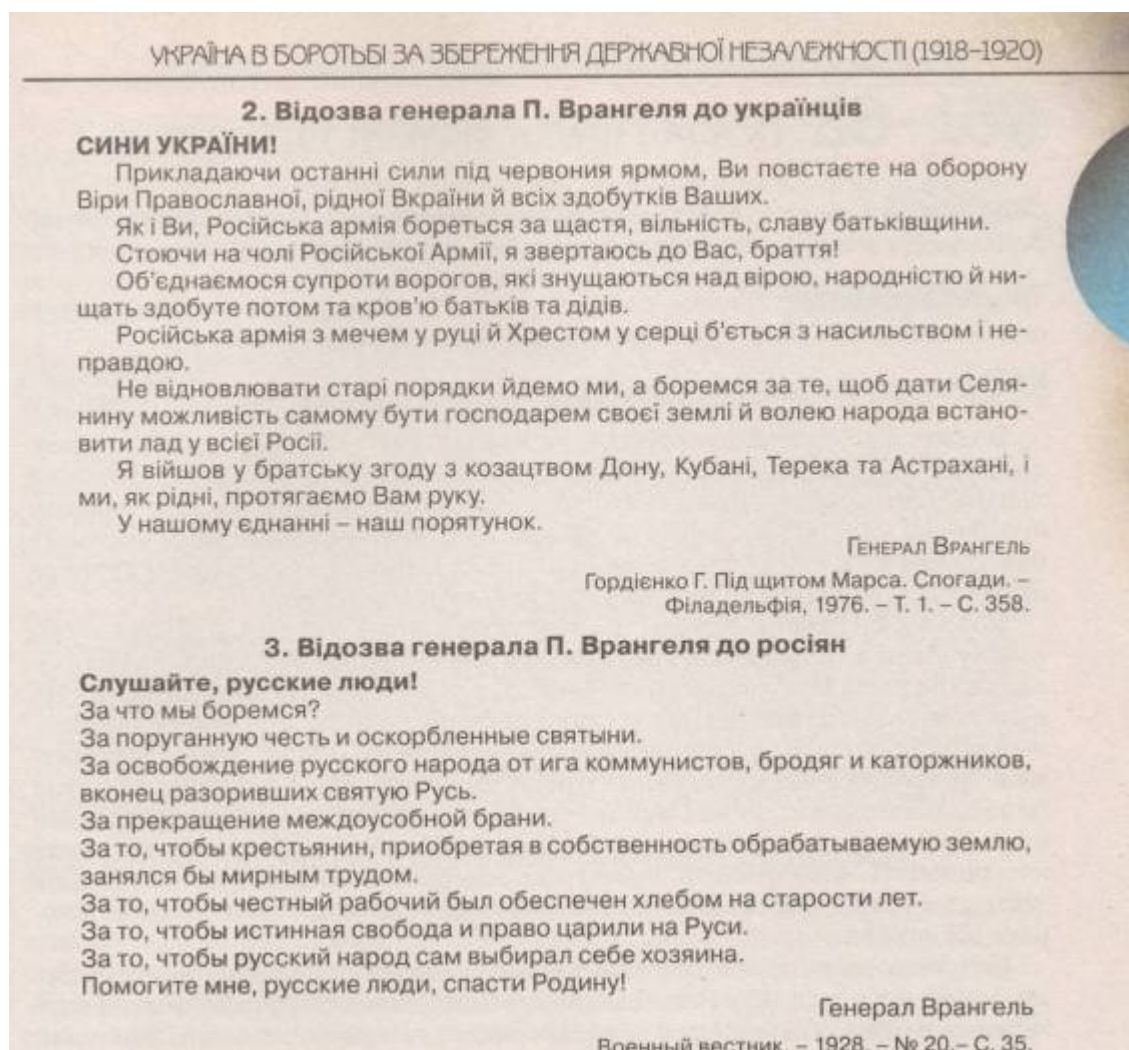 УКРАЇНА В БОРОТЬБІ ЗА ЗБЕРЕЖЕННЯ ДЕРЖАВНОЇ НЕЗАЛЕЖНОСТІ (1918–1920)
2. Відозва генерала П. Врангеля до українців
СИНИ УКРАЇНИ!
Прикладаючи останні сили під червония ярмом, Ви повстаєте на оборону
Віри Православної, рідної Вкраїни й всіх здобутків Ваших.
Як і Ви, Російська армія бореться за щастя, вільність, славу батьківщини.
Стоючи на чолі Російської Армії, я звертаюсь до Вас, браття!
Об’єднаємося супроти ворогов, які знущаються над вірою, народністю й ни-
щать здобуте потом та кров’ю батьків та дідів.
Російська армія з мечем у руці й Хрестом у серці б’ється з насильством і не-
правдою.
Не відновлювати старі порядки йдемо ми, а боремся за те, щоб дати Селя-
нину можливість самому бути господарем своєї землі й волею народа встано-
вити лад у всієї Росії.
Я війшов у братську згоду з козацтвом Дону, Кубані, Терека та Астрахані, і
ми, як рідні, протягаємо Вам руку.
У нашому єднанні – наш порятунок.
ГЕНЕРАЛ ВРАНГЕЛЬ
Гордієнко Г. Під щитом Марса. Спогади. –
Філадельфія, 1976. – Т. 1. – С. 358.
3. Відозва генерала П. Врангеля до росіян
Слушайте, русские люди!
За что мы боремся?
За поруганную честь и оскорбленные святыни.
За освобождение русского народа от ига коммунистов, бродяг и каторжников,
вконец разоривших святую Русь.
За прекращение междоусобной брани.
За то, чтобы крестьянин, приобретая в собственность обрабатываемую землю,
занялся бы мирным трудом.
За то, чтобы честный рабочий был обеспечен хлебом на старости лет.
За то, чтобы истинная свобода и право царили на Руси.
За то, чтобы русский народ сам выбирал себе хозяина.
Помогите мне, русские люди, спасти Родину!
Генерал Врангель
Военный вестник. – 1928. – № 20.– С. 35.